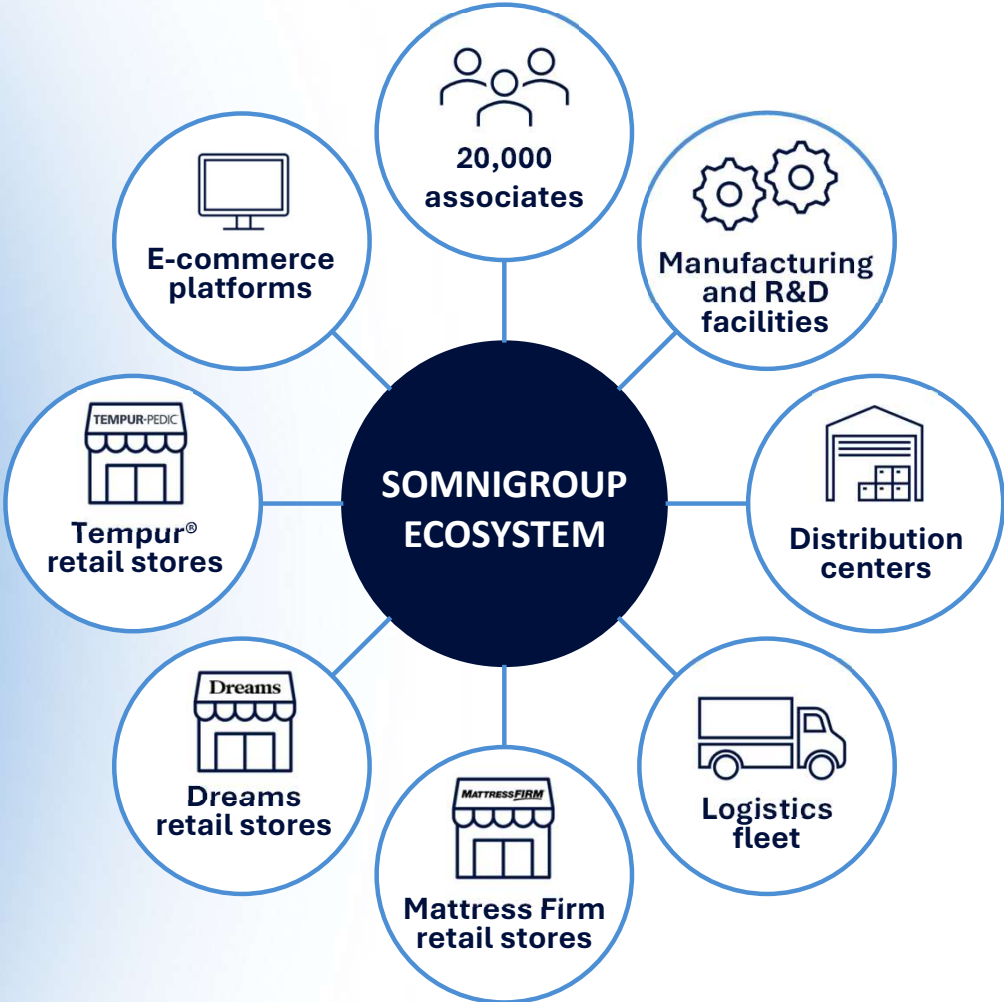 20,000
associates
Manufacturing
and R&D
facilities
Distribution
centers
Logistics
fleet
MATTRESSFIRM
Mattress Firm
retail stores
Dreams
Dreams
retail stores
TEMPUR-PEDIC
Tempur®
retail stores
E-commerce
platforms
SOMNIGROUP
ECOSYSTEM